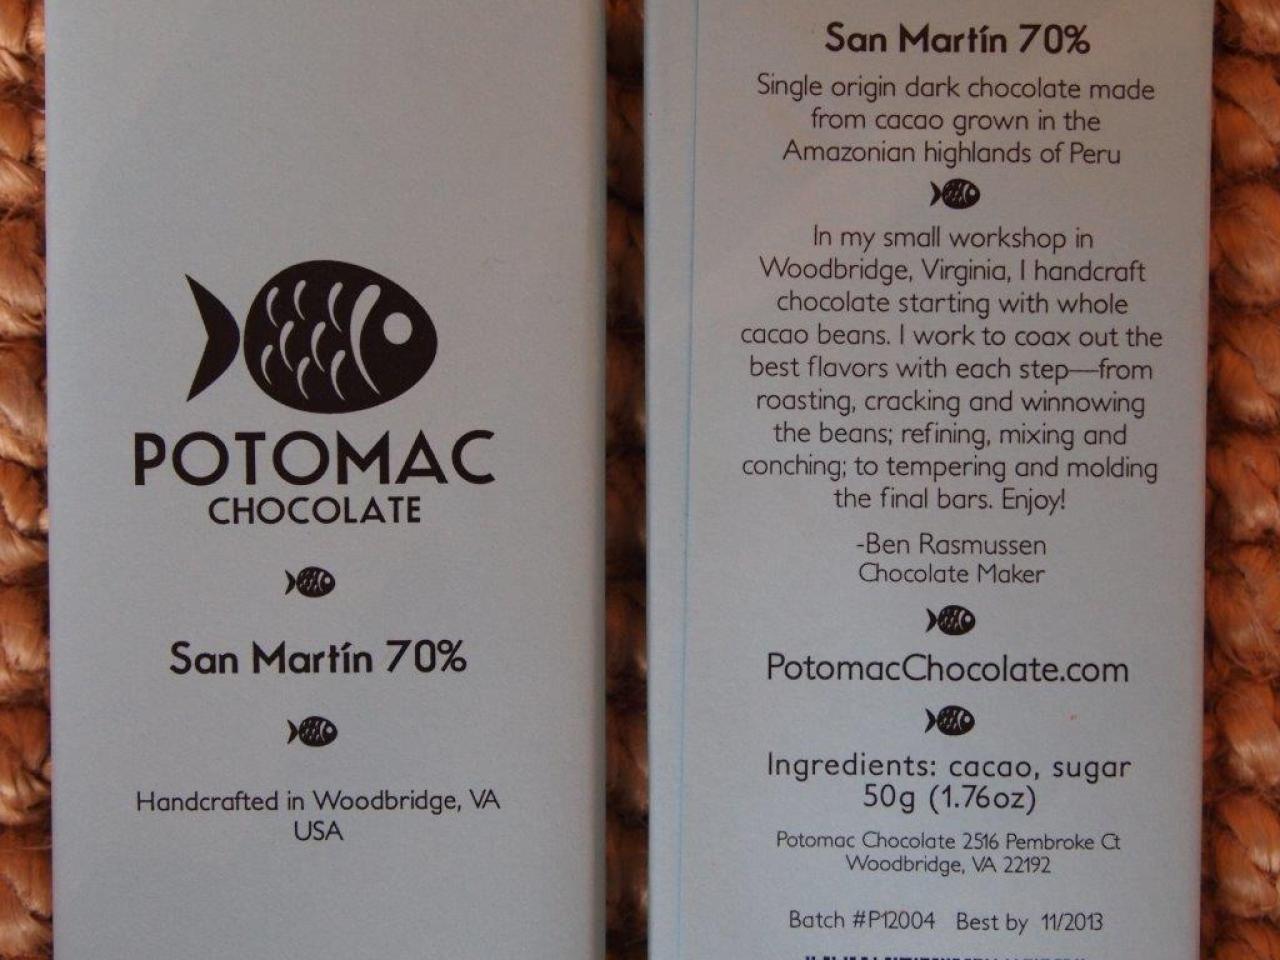 POTOMAC
CHOCOLATE
San Martín 70%
Handcrafted in Woodbridge, VA
USA
San Martín 70%
Single origin dark chocolate made
from cacao grown in the
Amazonian highlands of Peru
In my small workshop in
Woodbridge, Virginia, I handcraft
chocolate starting with whole
cacao beans. I work to coax out the
best flavors with each step—from
roasting, cracking and winnowing
the beans; refining, mixing and
conching; to tempering and molding
the final bars. Enjoy!
-Ben Rasmussen
Chocolate Maker
PotomacChocolate.com
Ingredients: cacao, sugar
50g (1.76oz)
Potomac Chocolate 2516 Pembroke Ct
Woodbridge, VA 22192
Batch #P12004 Best by 11/2013